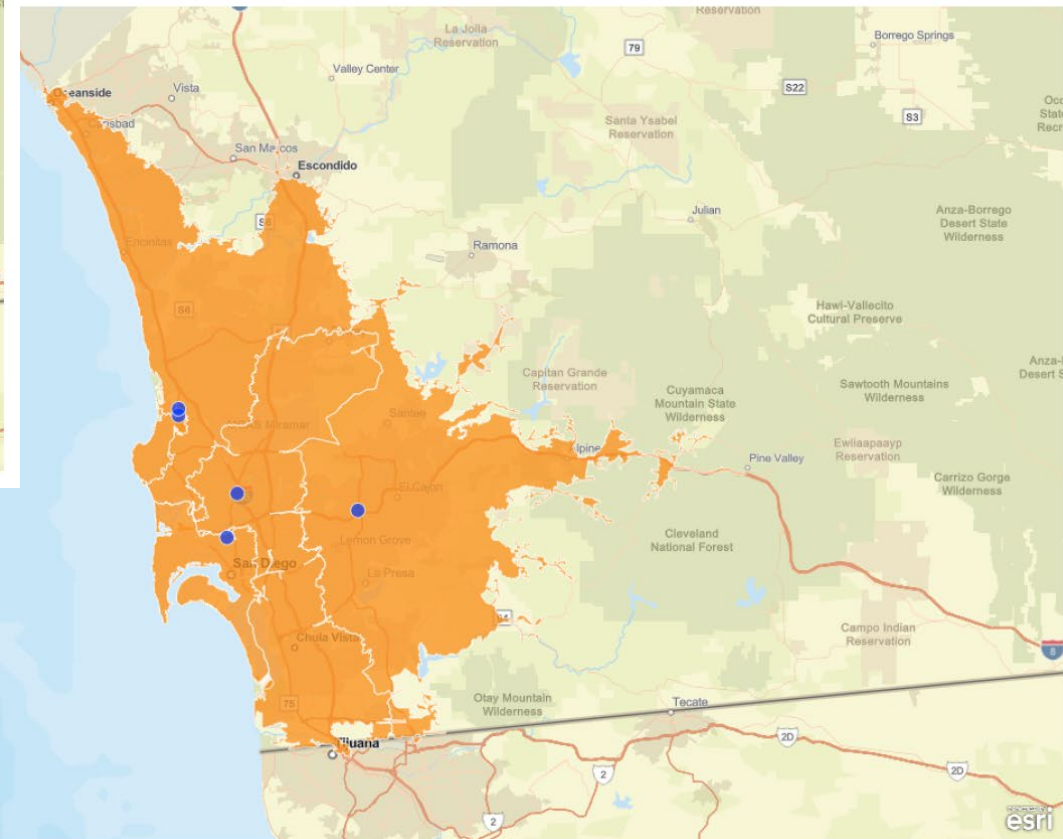 Reservation
La Jolla
Reservation
Borrego Springs
79
Valley Center
S22
Oceanside
Vista
S3
Carlsbad
Santa Ysabel
Reservation
San Marcos
Escondido
S6
Julian
Anza-Borrego
Desert State
Wilderness
Encinitas
Ramona
S6
Hawi-Vallecito
Cultural Preserve
Capitan Grande
Reservation
Cuyamaca
Mountain State
Wilderness
Sawtooth Mountains
Wilderness
Santee
Miramar
Alpine
Pine Valley
Ewiiaapaayp
Reservation
Carrizo Gorge
Wilderness
El Cajon
Lemon Grove
Cleveland
National Forest
San Diego
La Presa
Campo Indian
Reservation
Chula Vista
8
75
Otay Mountain
Wilderness
Tecate
Tijuana
2D
2
2D
2
esri